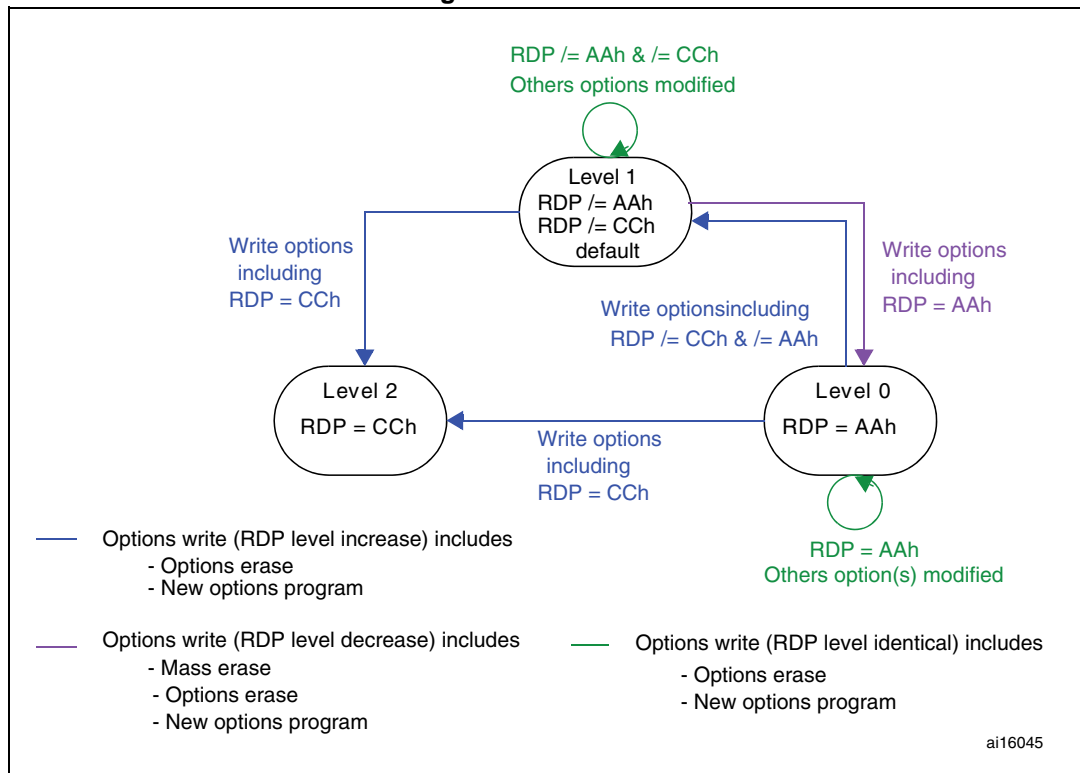 RDP /= AAh & /= CCh
Others options modified
Level 1
RDP /= AAh
RDP /= CCh
default
Write options
including
RDP = CCh
Write options
including
RDP = AAh
Write optionsincluding
RDP /= CCh & /= AAh
Level 2
RDP = CCh
Level 0
RDP = AAh
Write options
including
RDP = CCh
RDP = AAh
Others option(s) modified
Options write (RDP level increase) includes
- Options erase
- New options program
Options write (RDP level decrease) includes
- Mass erase
- Options erase
- New options program
Options write (RDP level identical) includes
- Options erase
- New options program
ai16045